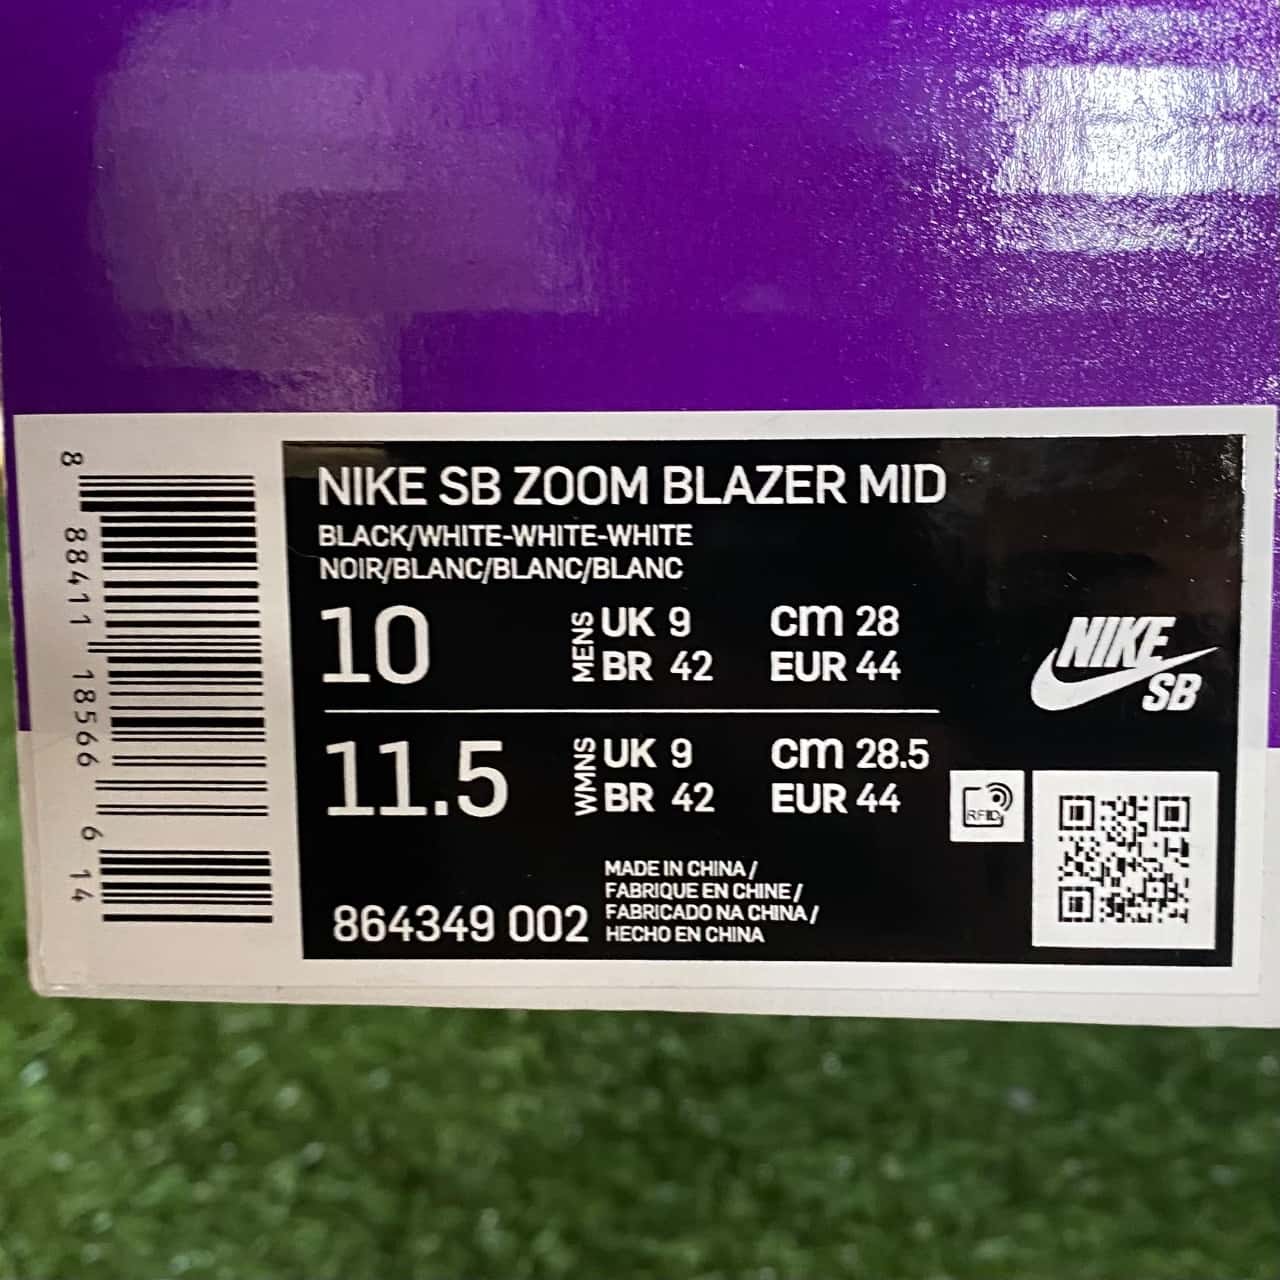 8 88411 18566 6 14
NIKE SB ZOOM BLAZER MID
BLACK/WHITE-WHITE-WHITE
NOIR/BLANC/BLANC/BLANC
10 MENS UK 9 cm 28
BR 42 EUR 44
11.5 WMNS UK 9 cm 28.5
BR 42 EUR 44
NIKE
SB
RFID
864349 002
MADE IN CHINA /
FABRIQUE EN CHINE /
FABRICADO NA CHINA /
HECHO EN CHINA